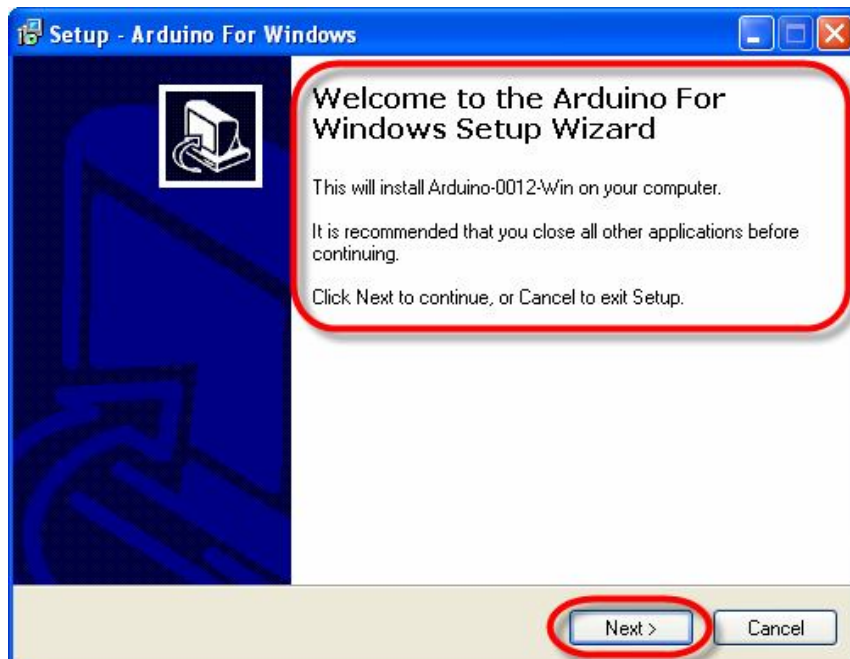 Setup - Arduino For Windows
Welcome to the Arduino For
Windows Setup Wizard
This will install Arduino-0012-Win on your computer.
It is recommended that you close all other applications before
continuing.
Click Next to continue, or Cancel to exit Setup.
Next >
Cancel